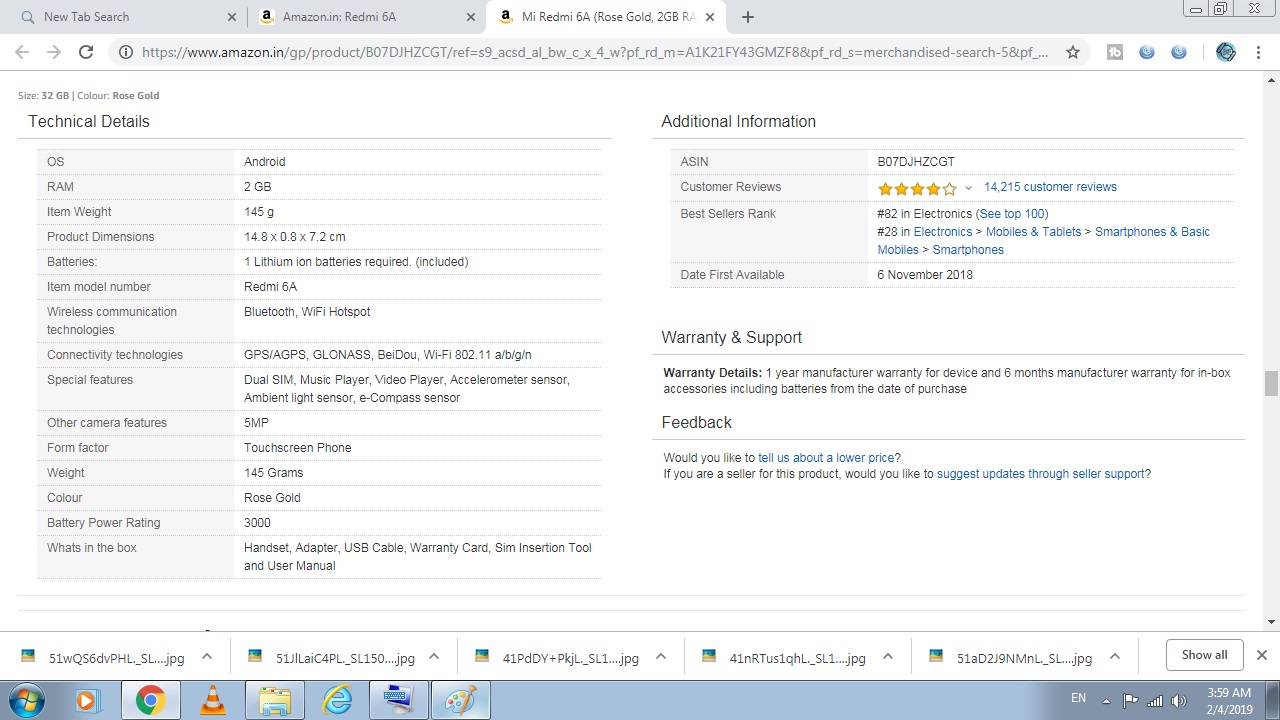 New Tab Search
Amazon.in: Redmi 6A
Mi Redmi 6A (Rose Gold, 2GB RA
https://www.amazon.in/gp/product/B07DJHZCGT/ref=s9_acsd_al_bw_c_x_4_w?pf_rd_m=A1K21FY43GMZF8&pf_rd_s=merchandised-search-5&pf_...
Size: 32 GB | Colour: Rose Gold
Technical Details
OS Android
RAM 2 GB
Item Weight 145 g
Product Dimensions 14.8 x 0.8 x 7.2 cm
Batteries: 1 Lithium ion batteries required. (included)
Item model number Redmi 6A
Wireless communication technologies Bluetooth, WiFi Hotspot
Connectivity technologies GPS/AGPS, GLONASS, BeiDou, Wi-Fi 802.11 a/b/g/n
Special features Dual SIM, Music Player, Video Player, Accelerometer sensor,
Ambient light sensor, e-Compass sensor
Other camera features 5MP
Form factor Touchscreen Phone
Weight 145 Grams
Colour Rose Gold
Battery Power Rating 3000
Whats in the box Handset, Adapter, USB Cable, Warranty Card, Sim Insertion Tool
and User Manual
Additional Information
ASIN B07DJHZCGT
Customer Reviews 14,215 customer reviews
Best Sellers Rank #82 in Electronics (See top 100)
#28 in Electronics > Mobiles & Tablets > Smartphones & Basic
Mobiles > Smartphones
Date First Available 6 November 2018
Warranty & Support
Warranty Details: 1 year manufacturer warranty for device and 6 months manufacturer warranty for in-box
accessories including batteries from the date of purchase
Feedback
Would you like to tell us about a lower price?
If you are a seller for this product, would you like to suggest updates through seller support?
51wQS6dvPHL._SL....jpg
51JlLaiC4PL._SL150....jpg
41PdDY+PkjL._SL1....jpg
41nRTus1qhL._SL1....jpg
51aD2J9NMnL._SL....jpg
Show all
EN
3:59 AM
2/4/2019